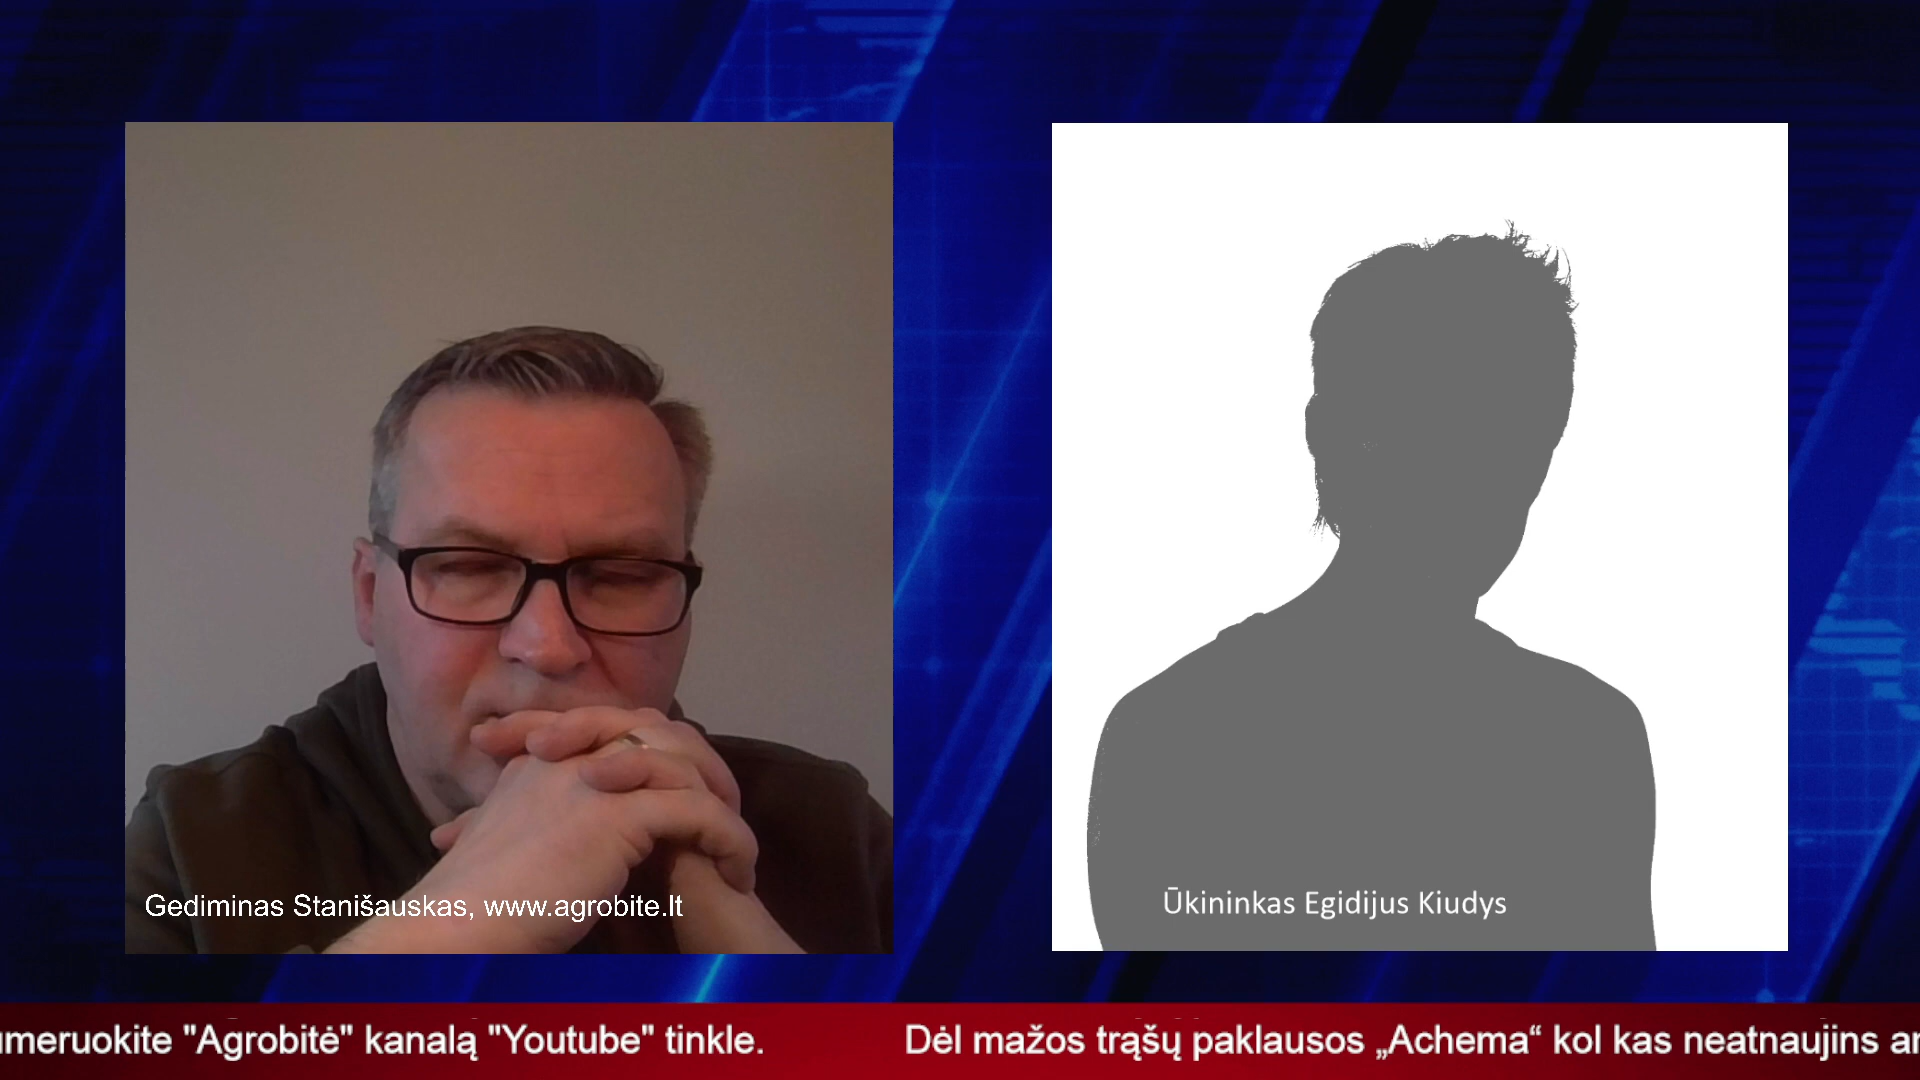 Gediminas Stanišauskas, www.agrobite.lt
Ūkininkas Egidijus Kiudys
"Agrobitė" kanalą "Youtube" tinkle. Dėl mažos trąšų paklausos „Achema“ kol kas neatnaujins